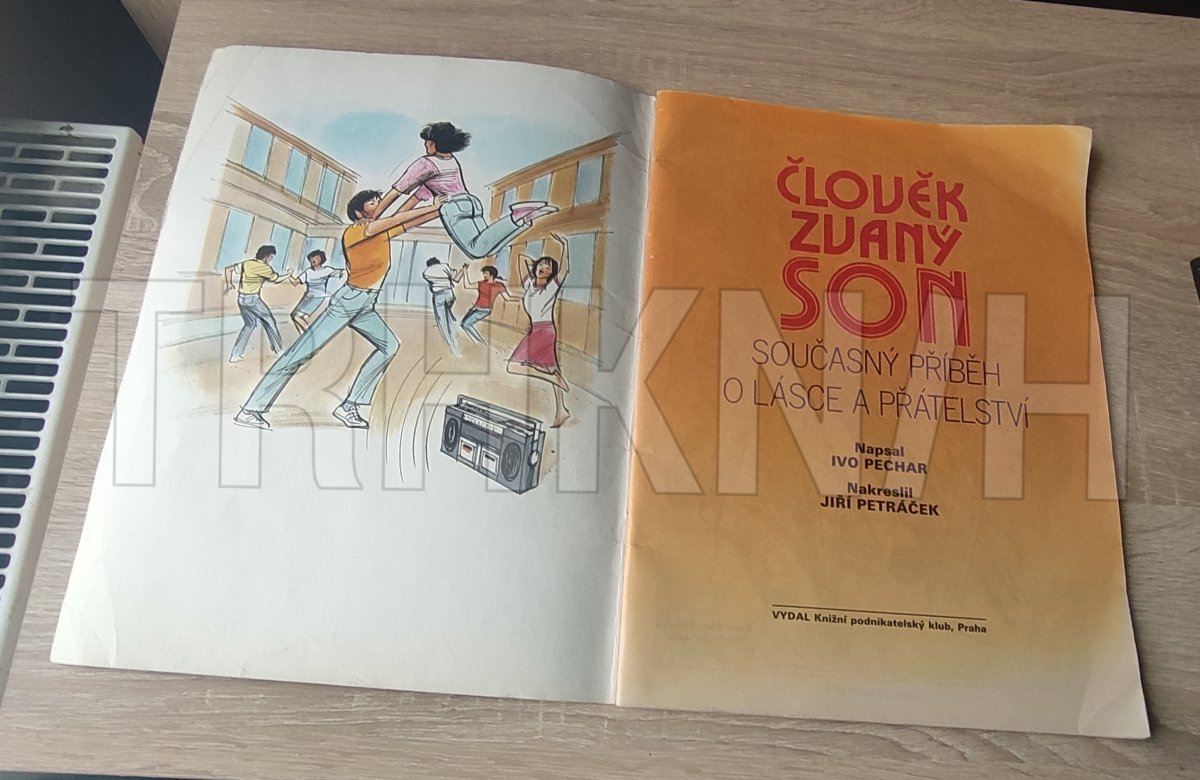 ČLOVĚK
ZVANÝ
SON
SOUČASNÝ PŘÍBĚH
O LÁSCE A PŘÁTELSTVÍ
Napsal
IVO PECHAR
Nakreslil
JIŘÍ PETRÁČEK
VYDAL Knižní podnikatelský klub, Praha